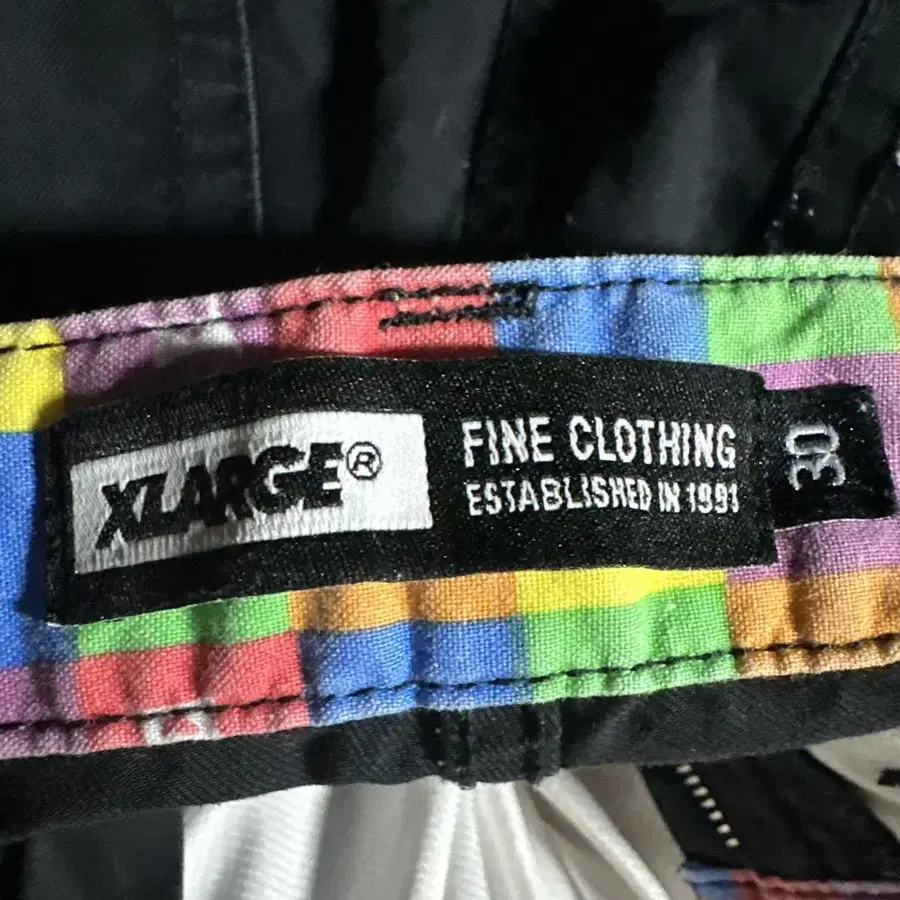 XLARGE®
FINE CLOTHING
ESTABLISHED IN 1991
30